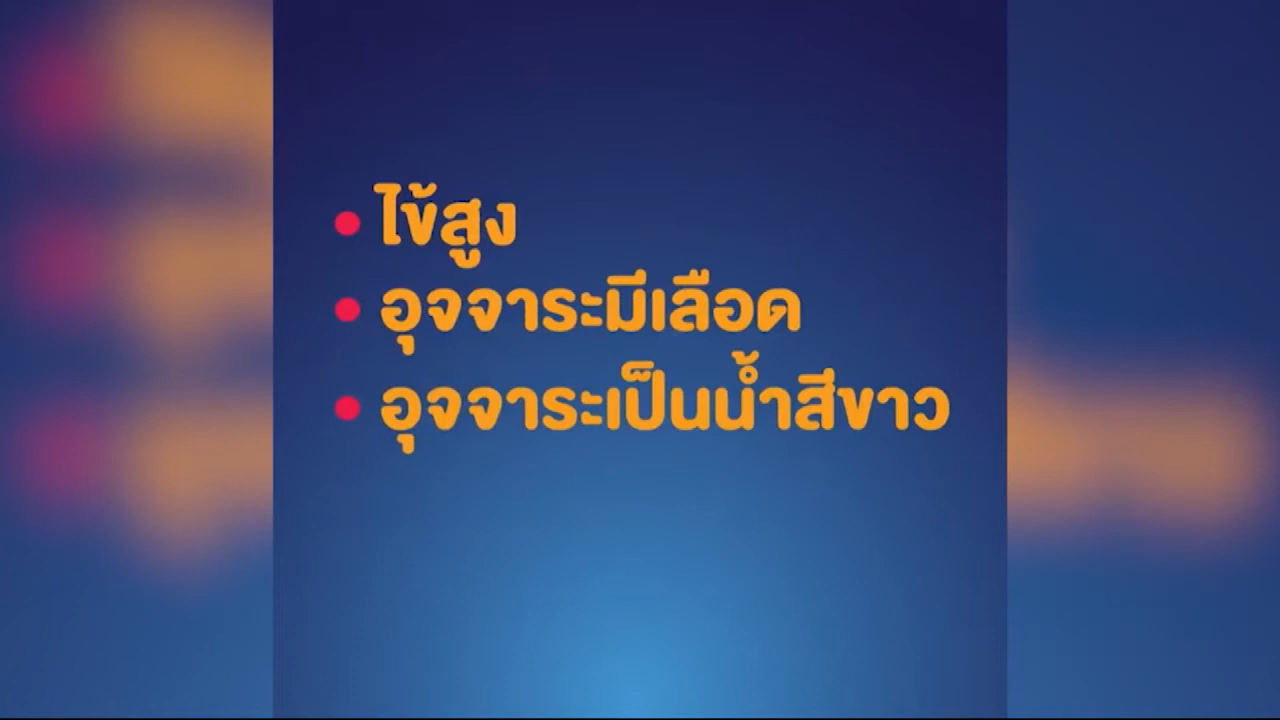 • ไข้สูง
• อุจจาระมีเลือด
• อุจจาระเป็นน้ำสีขาว